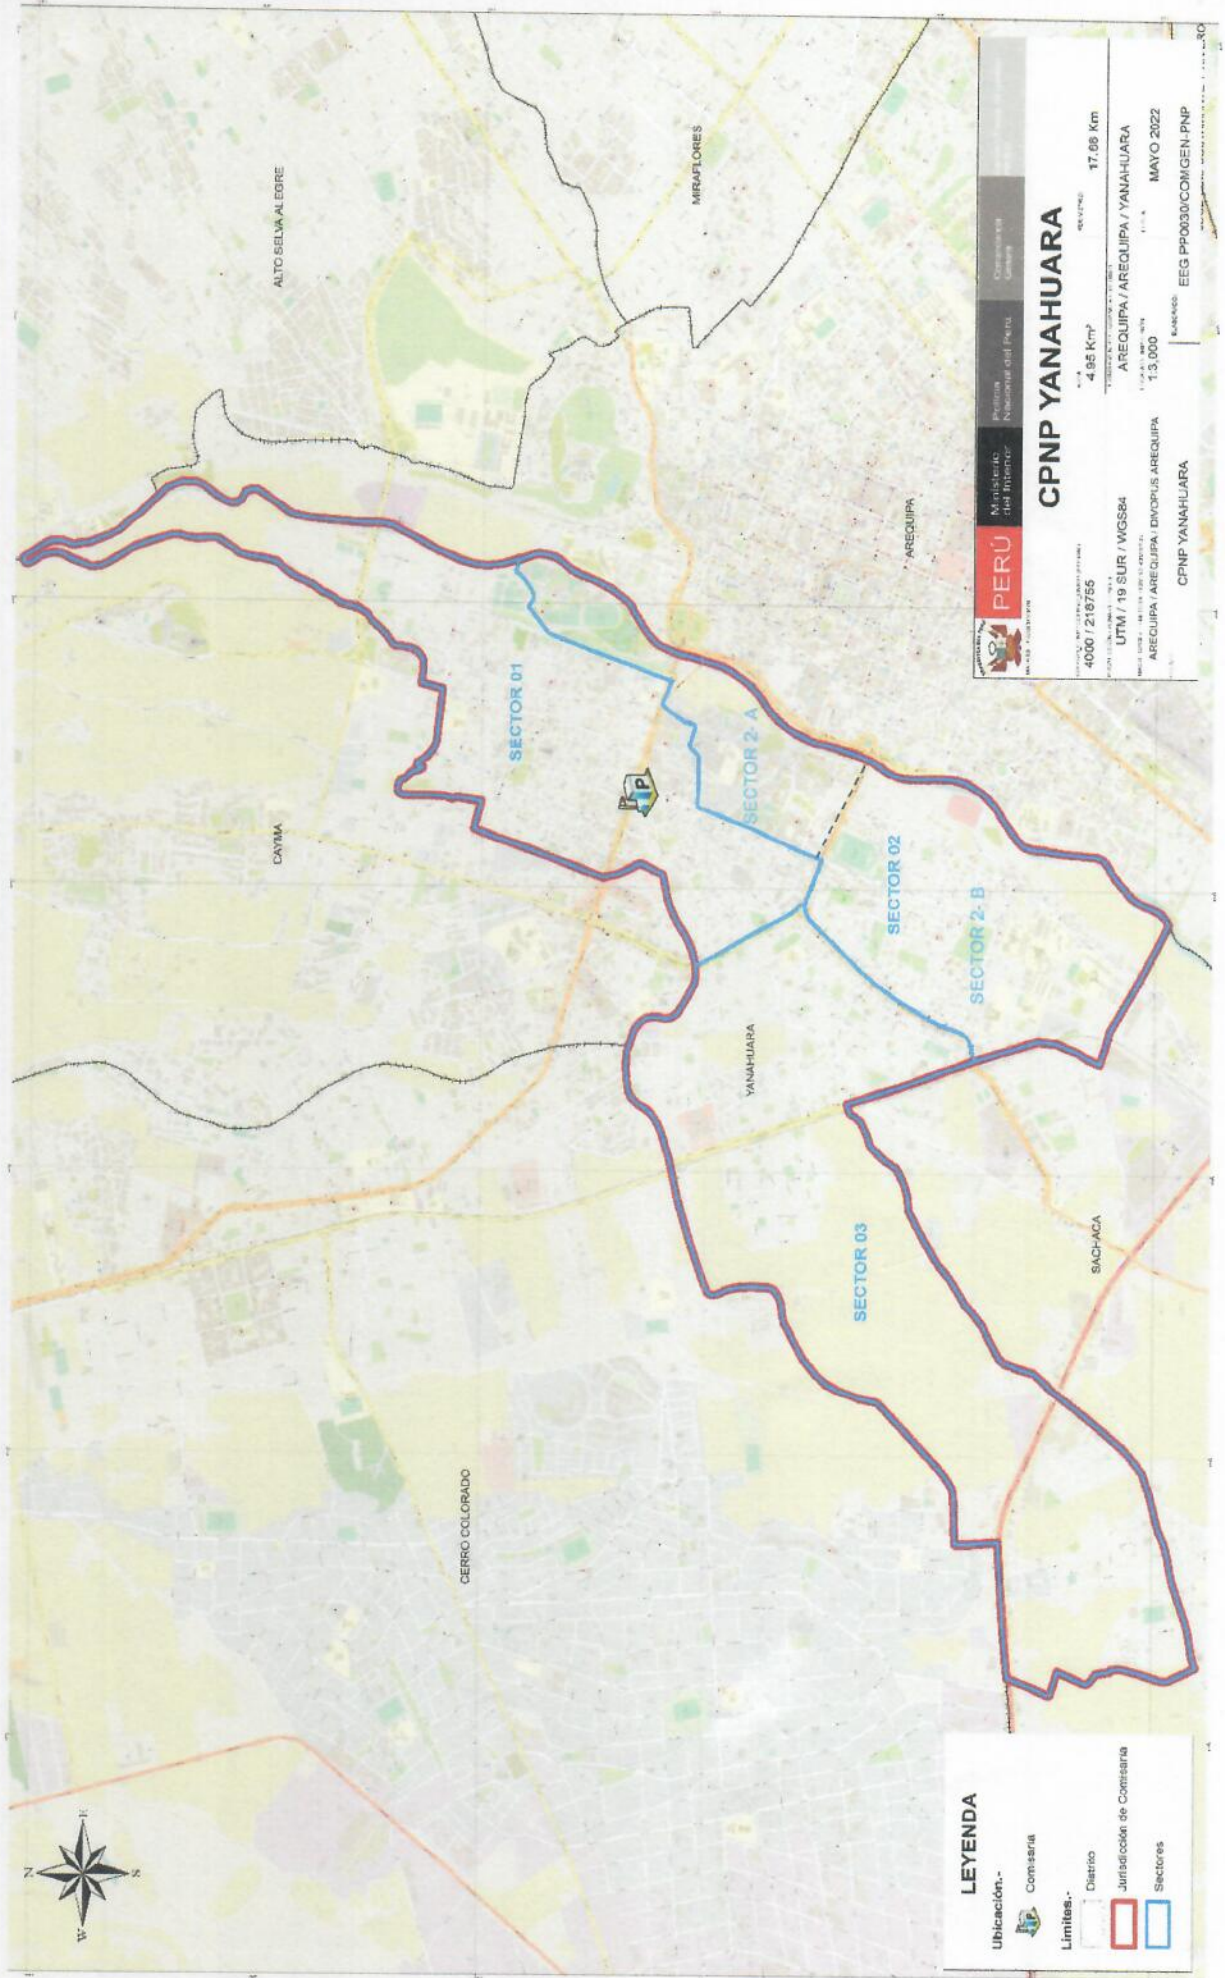 N
W
E
S
ALTO SELVA ALEGRE
MIRAFLORES
CAYMA
SECTOR 01
SECTOR 2- A
AREQUIPA
SECTOR 02
SECTOR 2- B
YANAHUARA
CERRO COLORADO
SECTOR 03
SACHACA
LEYENDA
Ubicación.-
Comisaria
Limites.-
Distrito
Jurisdicción de Comisaria
Sectores
PERÚ
Ministerio del Interior
Policía Nacional del Perú
CPNP YANAHUARA
4000 / 218755
4.95 Km²
17.66 Km
UTM / 19 SUR / WGS84
AREQUIPA / AREQUIPA / YANAHUARA
AREQUIPA / AREQUIPA / DIVOPUS AREQUIPA
1:3,000
MAYO 2022
CPNP YANAHUARA
EEG PP0030/COMGEN-PNP